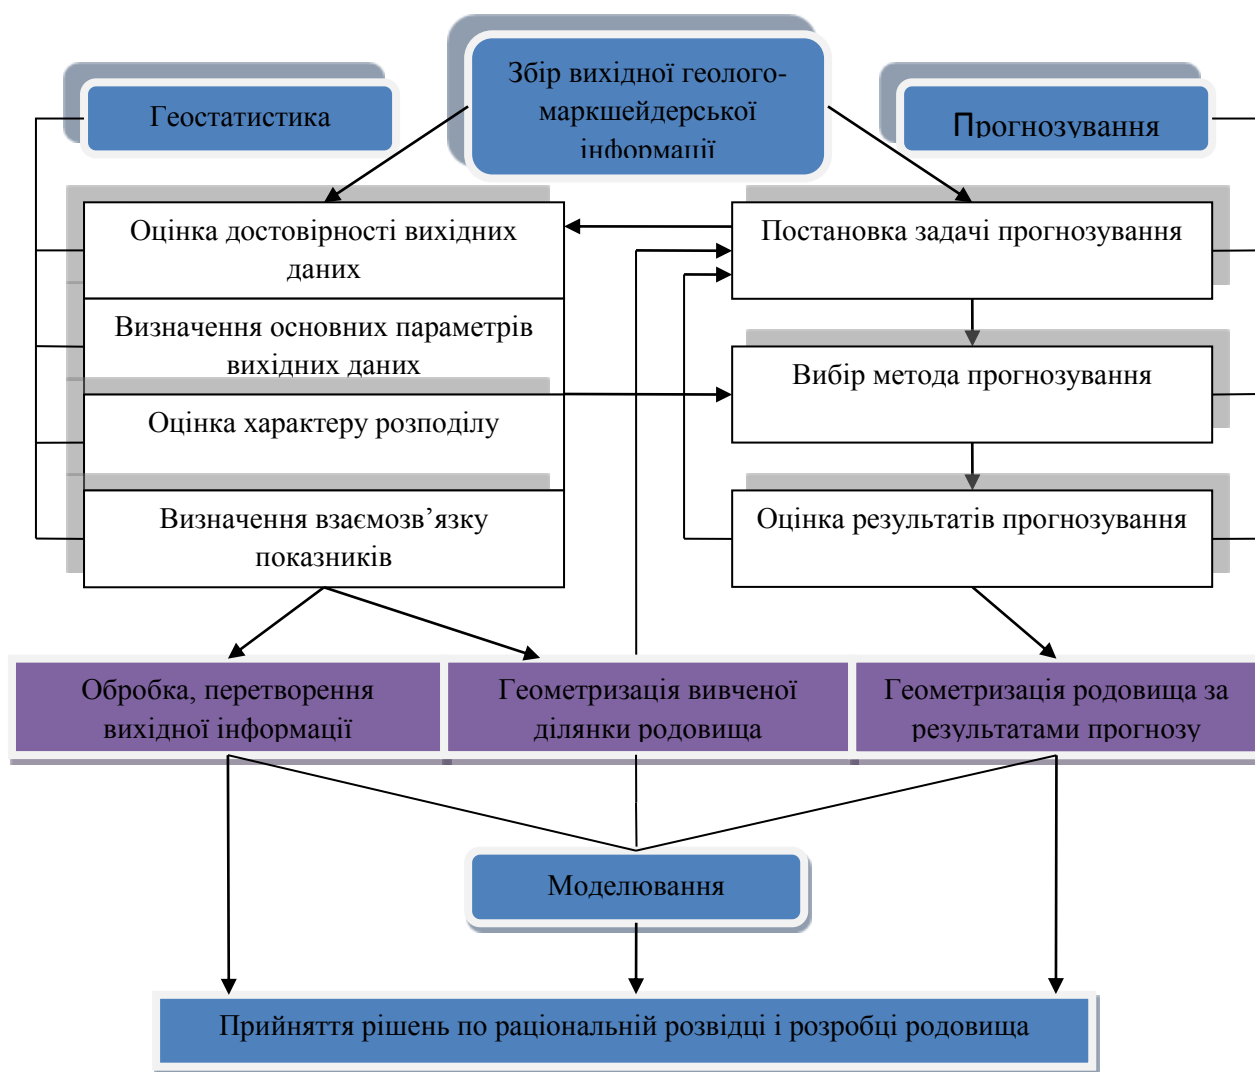 Збір вихідної геолого-
маркшейдерської
інформації
Геостатистика
Прогнозування
Оцінка достовірності вихідних
даних
Визначення основних параметрів
вихідних даних
Оцінка характеру розподілу
Визначення взаємозв’язку
показників
Постановка задачі прогнозування
Вибір метода прогнозування
Оцінка результатів прогнозування
Обробка, перетворення
вихідної інформації
Геометризація вивченої
ділянки родовища
Геометризація родовища за
результатами прогнозу
Моделювання
Прийняття рішень по раціональній розвідці і розробці родовища